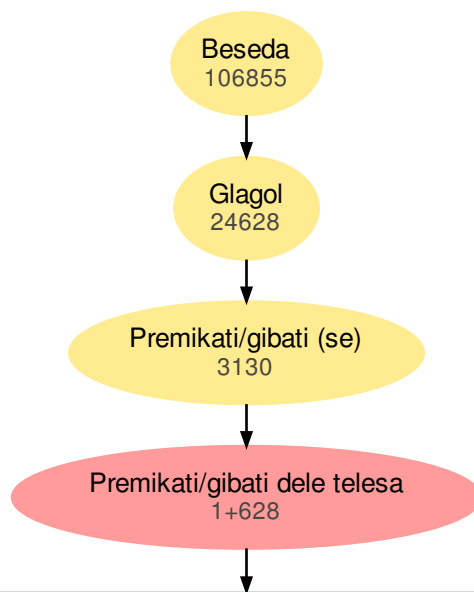 Beseda
106855
Glagol
24628
Premikati/gibati (se)
3130
Premikati/gibati dele telesa
1+628